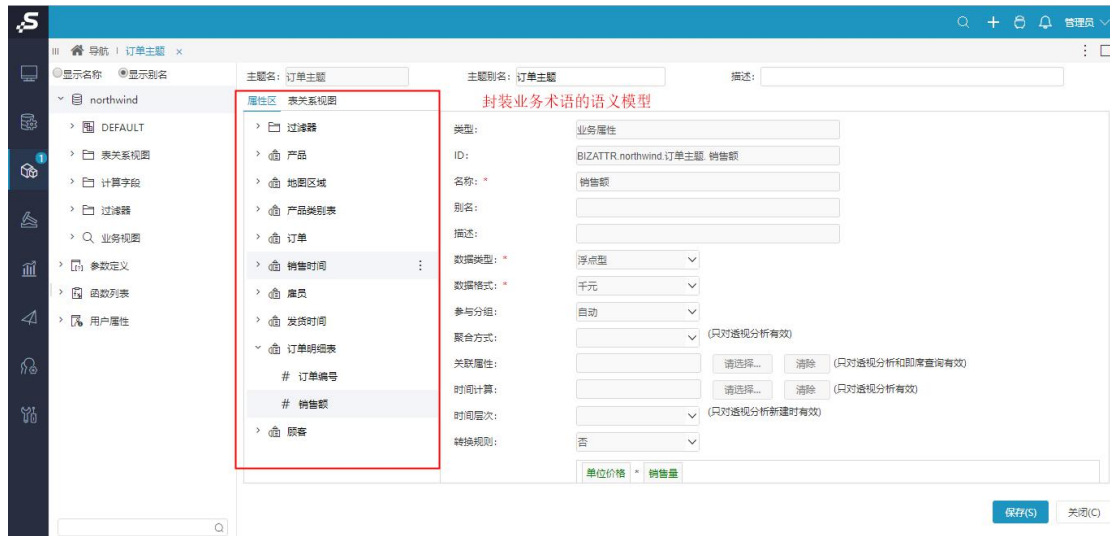 S
管理员
导航 订单主题 ×
显示名称 显示别名
主题名: 订单主题 主题别名: 订单主题 描述:
northwind
DEFAULT
表关系视图
计算字段
过滤器
业务视图
参数定义
函数列表
用户属性
1
属性区 表关系视图
过滤器
产品
地图区域
产品类别表
订单
销售时间
雇员
发货时间
订单明细表
# 订单编号
# 销售额
顾客
封装业务术语的语义模型
类型: 业务属性
ID: BIZATTR.northwind.订单主题. 销售额
名称: * 销售额
别名:
描述:
数据类型: * 浮点型
数据格式: * 千元
参与分组: 自动
聚合方式: (只对透视分析有效)
关联属性: 请选择... 清除 (只对透视分析和即席查询有效)
时间计算: 请选择... 清除 (只对透视分析有效)
时间层次: (只对透视分析新建时有效)
转换规则: 否
单位价格 * 销售量
保存(S) 关闭(C)